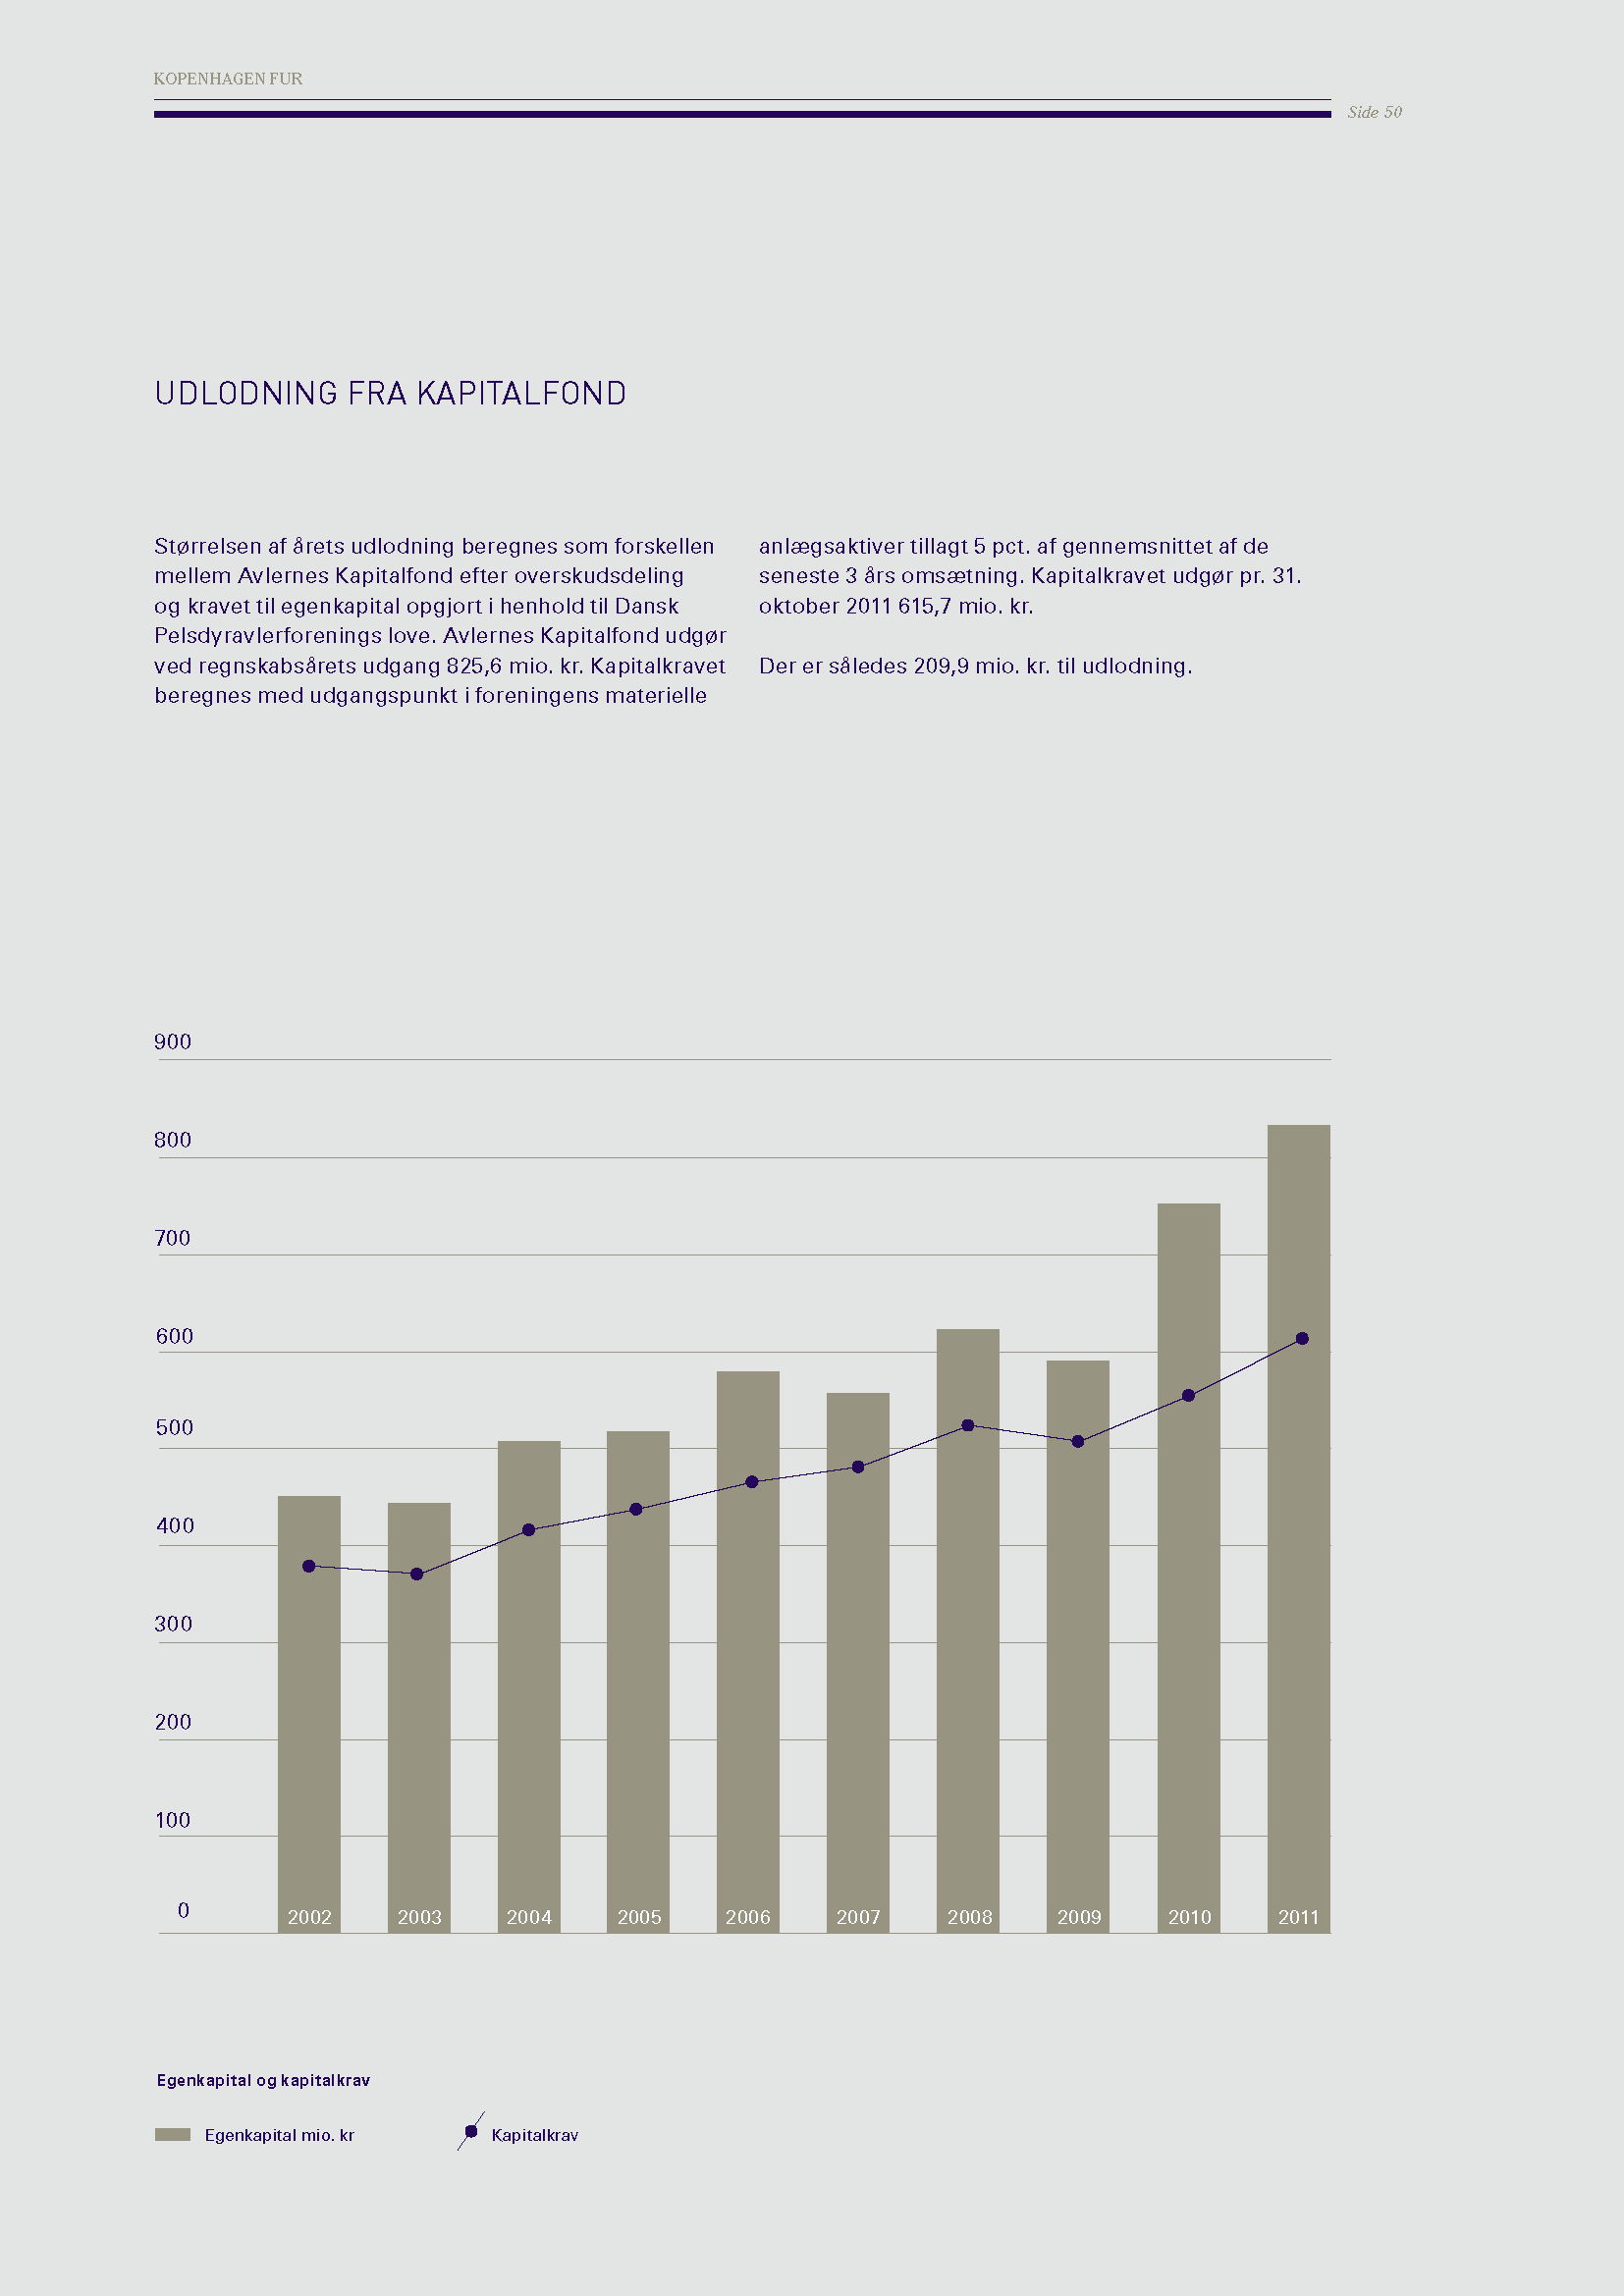 KOPENHAGEN FUR
Side 50
UDLODNING FRA KAPITALFOND
Størrelsen af årets udlodning beregnes som forskellen
mellem Avlernes Kapitalfond efter overskudsdeling
og kravet til egenkapital opgjort i henhold til Dansk
Pelsdyravlerforenings love. Avlernes Kapitalfond udgør
ved regnskabsårets udgang 825,6 mio. kr. Kapitalkravet
beregnes med udgangspunkt i foreningens materielle
anlægsaktiver tillagt 5 pct. af gennemsnittet af de
seneste 3 års omsætning. Kapitalkravet udgør pr. 31.
oktober 2011 615,7 mio. kr.
Der er således 209,9 mio. kr. til udlodning.
900
800
700
600
500
400
300
200
100
0
2002 2003 2004 2005 2006 2007 2008 2009 2010 2011
Egenkapital og kapitalkrav
Egenkapital mio. kr
Kapitalkrav